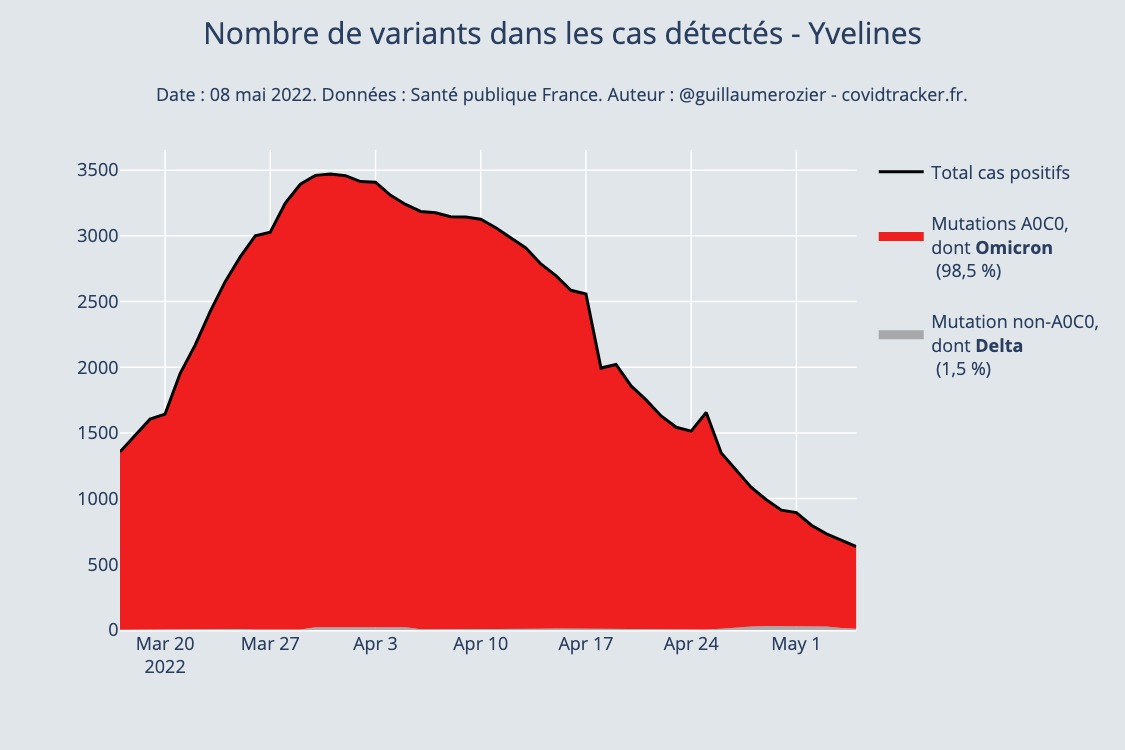 Nombre de variants dans les cas détectés - Yvelines
Date : 08 mai 2022. Données : Santé publique France. Auteur : @guillaumerozier - covidtracker.fr.
3500
3000
2500
2000
1500
1000
500
0
Mar 20
2022
Mar 27
Apr 3
Apr 10
Apr 17
Apr 24
May 1
Total cas positifs
Mutations A0C0,
dont Omicron
(98,5 %)
Mutation non-A0C0,
dont Delta
(1,5 %)